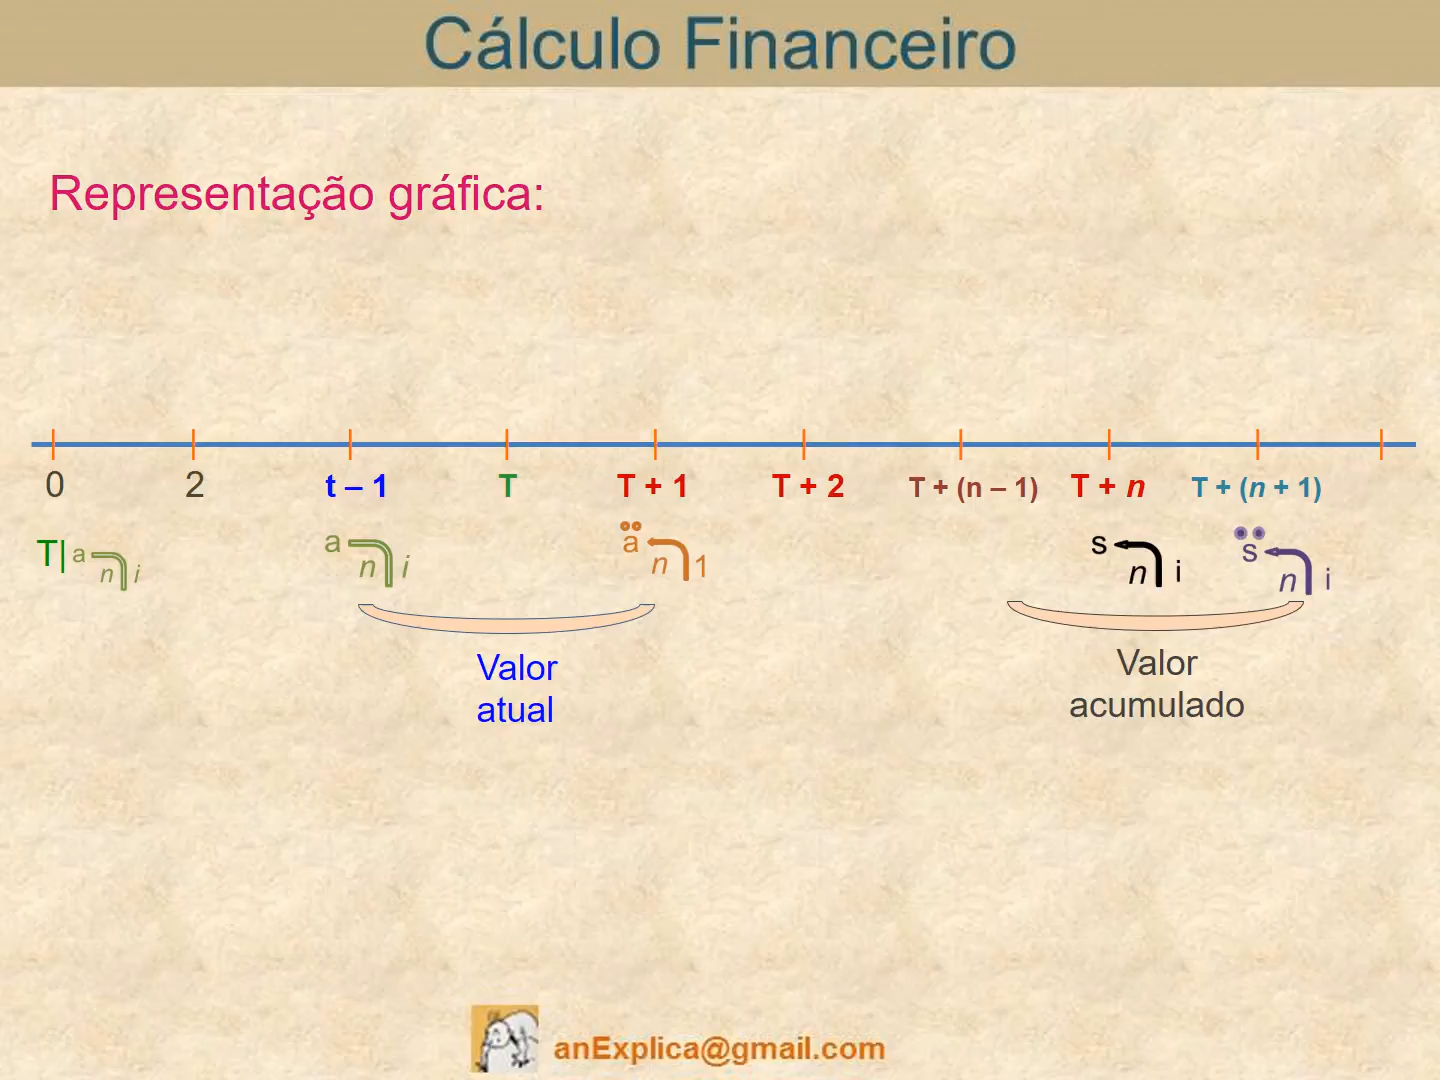 Cálculo Financeiro
Representação gráfica:
0 2 t – 1 T T + 1 T + 2 T + (n – 1) T + n T + (n + 1)
T| a n i a n i ä n 1 s n i s̈ n i
Valor
atual
Valor
acumulado
anExplica@gmail.com